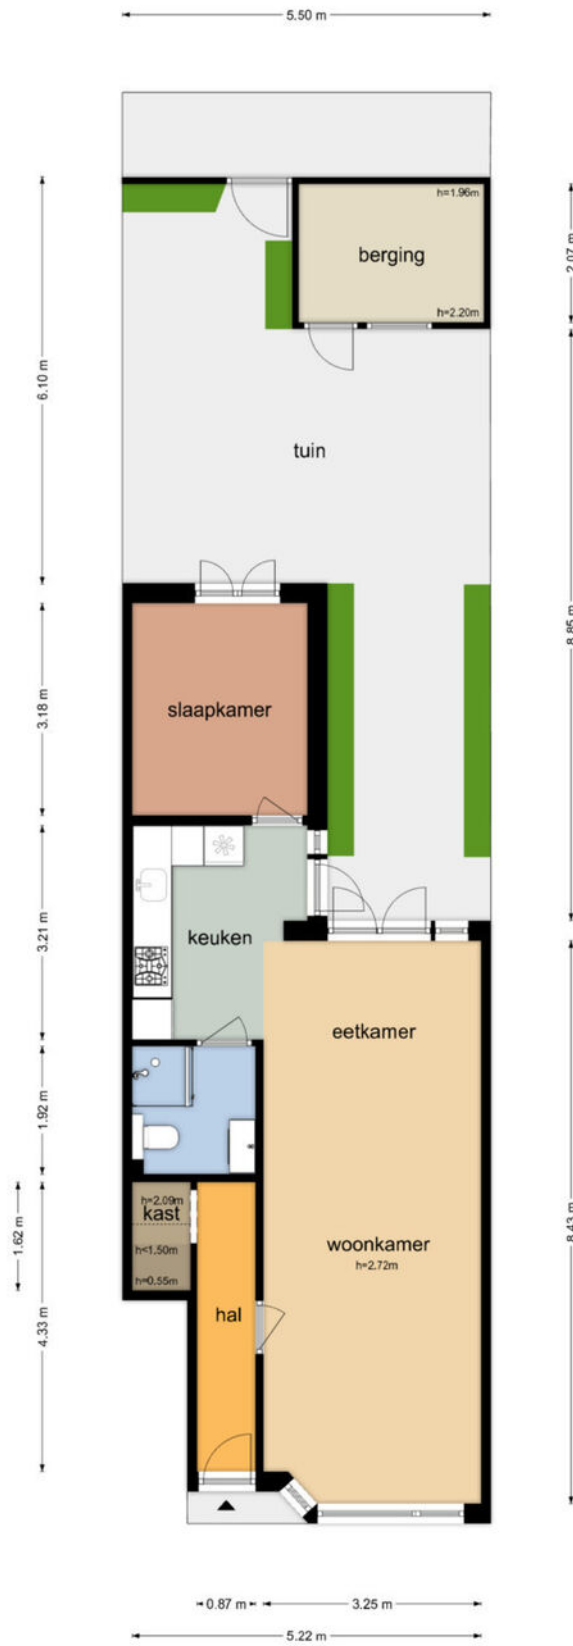 5.50 m
h=1.96m
berging
h=2.20m
2.07 m
6.10 m
tuin
8.85 m
slaapkamer
3.18 m
keuken
3.21 m
eetkamer
1.92 m
h=2.09m
kast
h<1.50m
h=0.55m
1.62 m
woonkamer
h=2.72m
8.43 m
hal
4.33 m
0.87 m
3.25 m
5.22 m